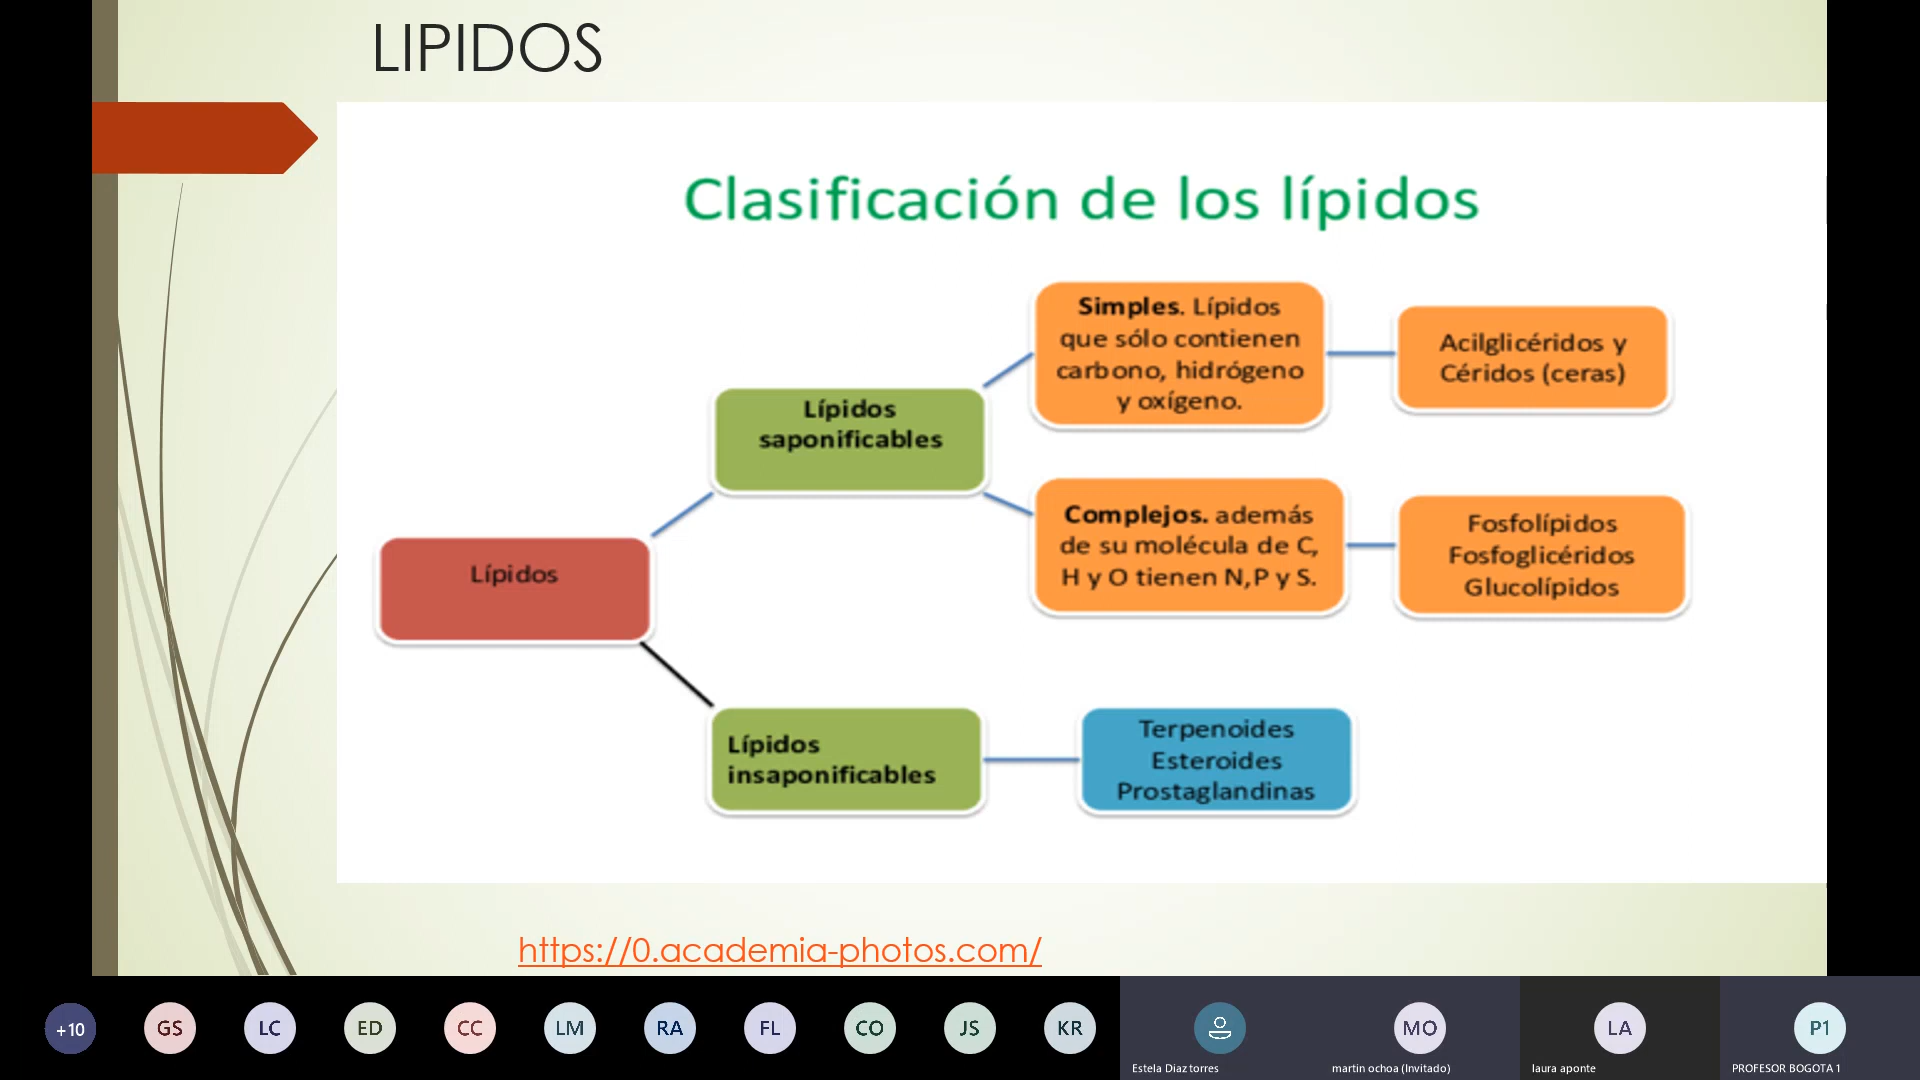 LIPIDOS
Clasificación de los lípidos
Simples. Lípidos
que sólo contienen
carbono, hidrógeno
y oxígeno.
Acilglicéridos y
Céridos (ceras)
Lípidos
saponificables
Complejos. además
de su molécula de C,
H y O tienen N,P y S.
Fosfolípidos
Fosfoglicéridos
Glucolípidos
Lípidos
Lípidos
insaponificables
Terpenoides
Esteroides
Prostaglandinas
https://0.academia-photos.com/
+10
GS
LC
ED
CC
LM
RA
FL
CO
JS
KR
MO
LA
P1
Estela Diaz torres
martin ochoa (Invitado)
laura aponte
PROFESOR BOGOTA 1